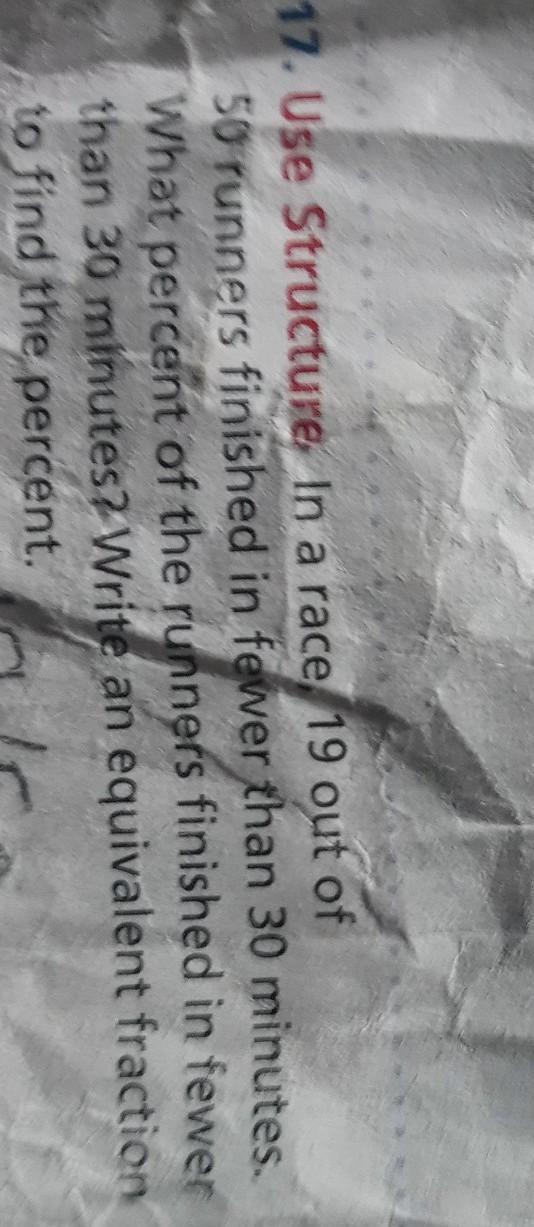 17. Use Structure. In a race, 19 out of
50 runners finished in fewer than 30 minutes.
What percent of the runners finished in fewer
than 30 minutes? Write an equivalent fraction
to find the percent.